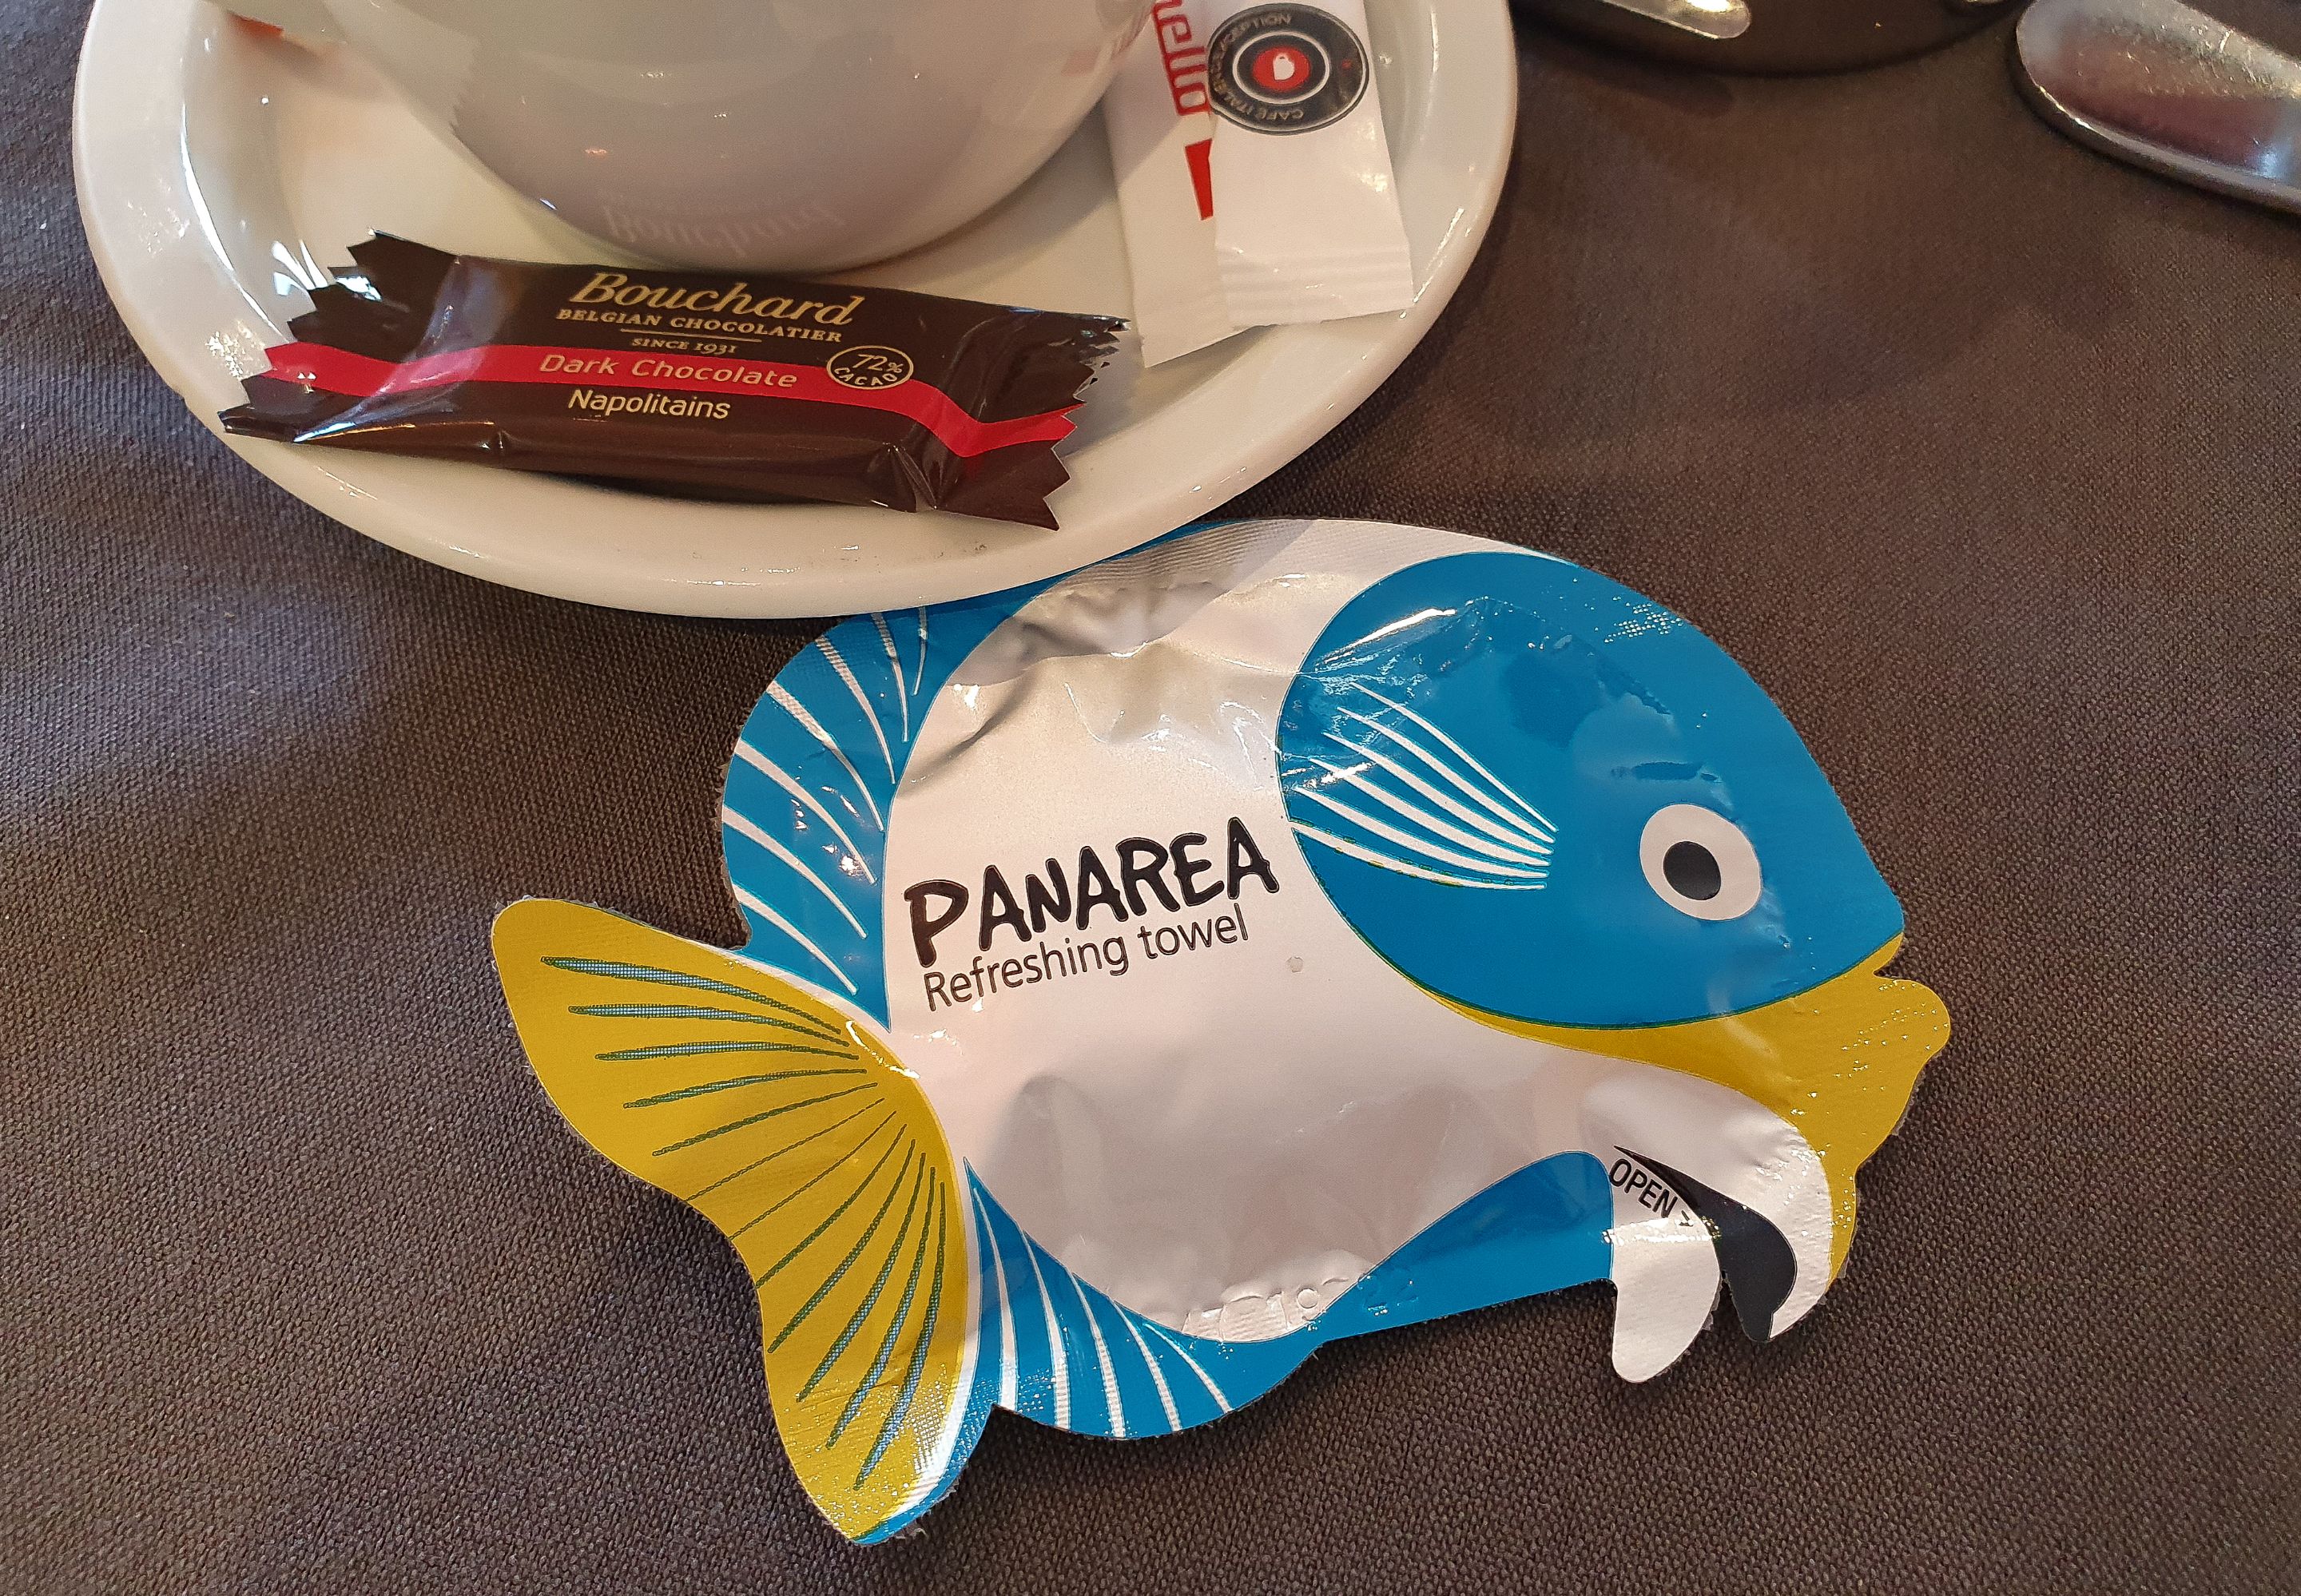 Bouchard
BELGIAN CHOCOLATIER
SINCE 1931
Dark Chocolate
72%
CACAO
Napolitains
PANAREA
Refreshing towel
OPEN